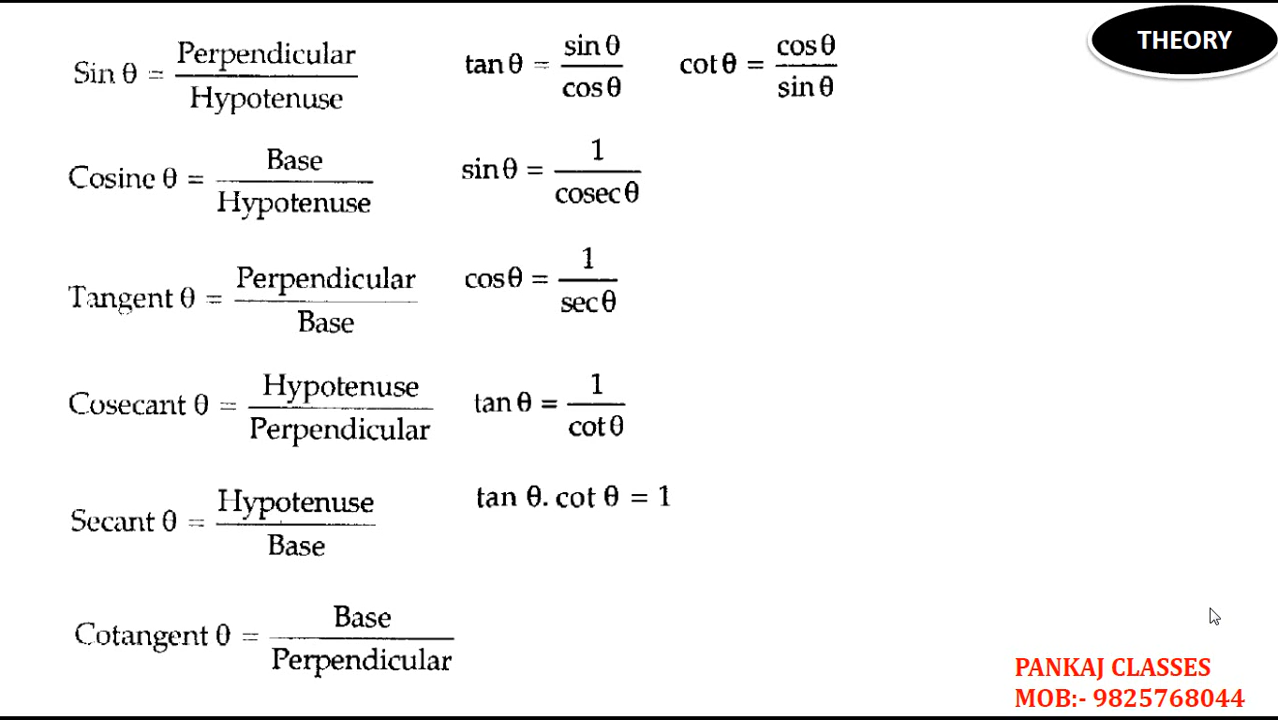 THEORY
Sin θ = Perpendicular / Hypotenuse
tan θ = sin θ / cos θ
cot θ = cos θ / sin θ
Cosine θ = Base / Hypotenuse
sin θ = 1 / cosec θ
Tangent θ = Perpendicular / Base
cos θ = 1 / sec θ
Cosecant θ = Hypotenuse / Perpendicular
tan θ = 1 / cot θ
Secant θ = Hypotenuse / Base
tan θ. cot θ = 1
Cotangent θ = Base / Perpendicular
PANKAJ CLASSES
MOB:- 9825768044